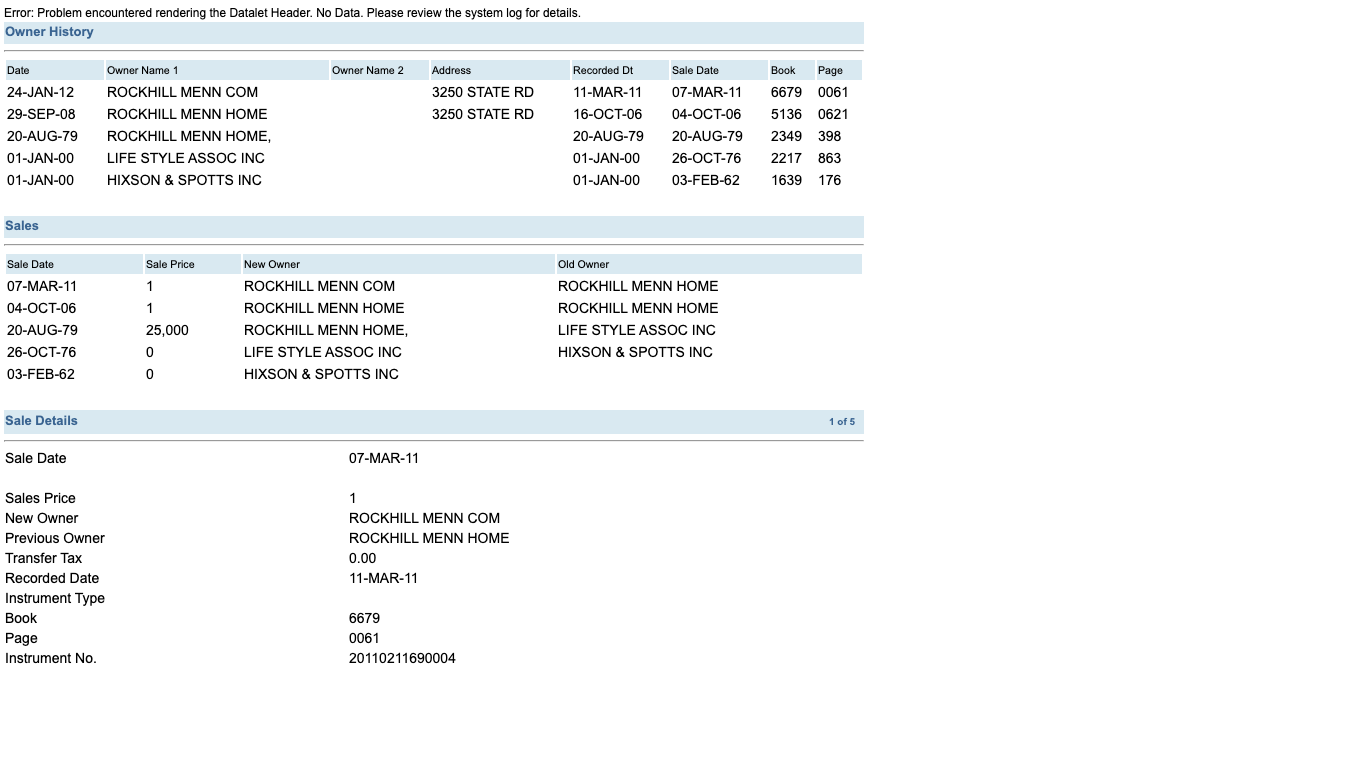 Error: Problem encountered rendering the Datalet Header. No Data. Please review the system log for details.
Owner History
Date Owner Name 1 Owner Name 2 Address Recorded Dt Sale Date Book Page
24-JAN-12 ROCKHILL MENN COM 3250 STATE RD 11-MAR-11 07-MAR-11 6679 0061
29-SEP-08 ROCKHILL MENN HOME 3250 STATE RD 16-OCT-06 04-OCT-06 5136 0621
20-AUG-79 ROCKHILL MENN HOME, 20-AUG-79 20-AUG-79 2349 398
01-JAN-00 LIFE STYLE ASSOC INC 01-JAN-00 26-OCT-76 2217 863
01-JAN-00 HIXSON & SPOTTS INC 01-JAN-00 03-FEB-62 1639 176
Sales
Sale Date Sale Price New Owner Old Owner
07-MAR-11 1 ROCKHILL MENN COM ROCKHILL MENN HOME
04-OCT-06 1 ROCKHILL MENN HOME ROCKHILL MENN HOME
20-AUG-79 25,000 ROCKHILL MENN HOME, LIFE STYLE ASSOC INC
26-OCT-76 0 LIFE STYLE ASSOC INC HIXSON & SPOTTS INC
03-FEB-62 0 HIXSON & SPOTTS INC
Sale Details 1 of 5
Sale Date 07-MAR-11
Sales Price 1
New Owner ROCKHILL MENN COM
Previous Owner ROCKHILL MENN HOME
Transfer Tax 0.00
Recorded Date 11-MAR-11
Instrument Type
Book 6679
Page 0061
Instrument No. 20110211690004